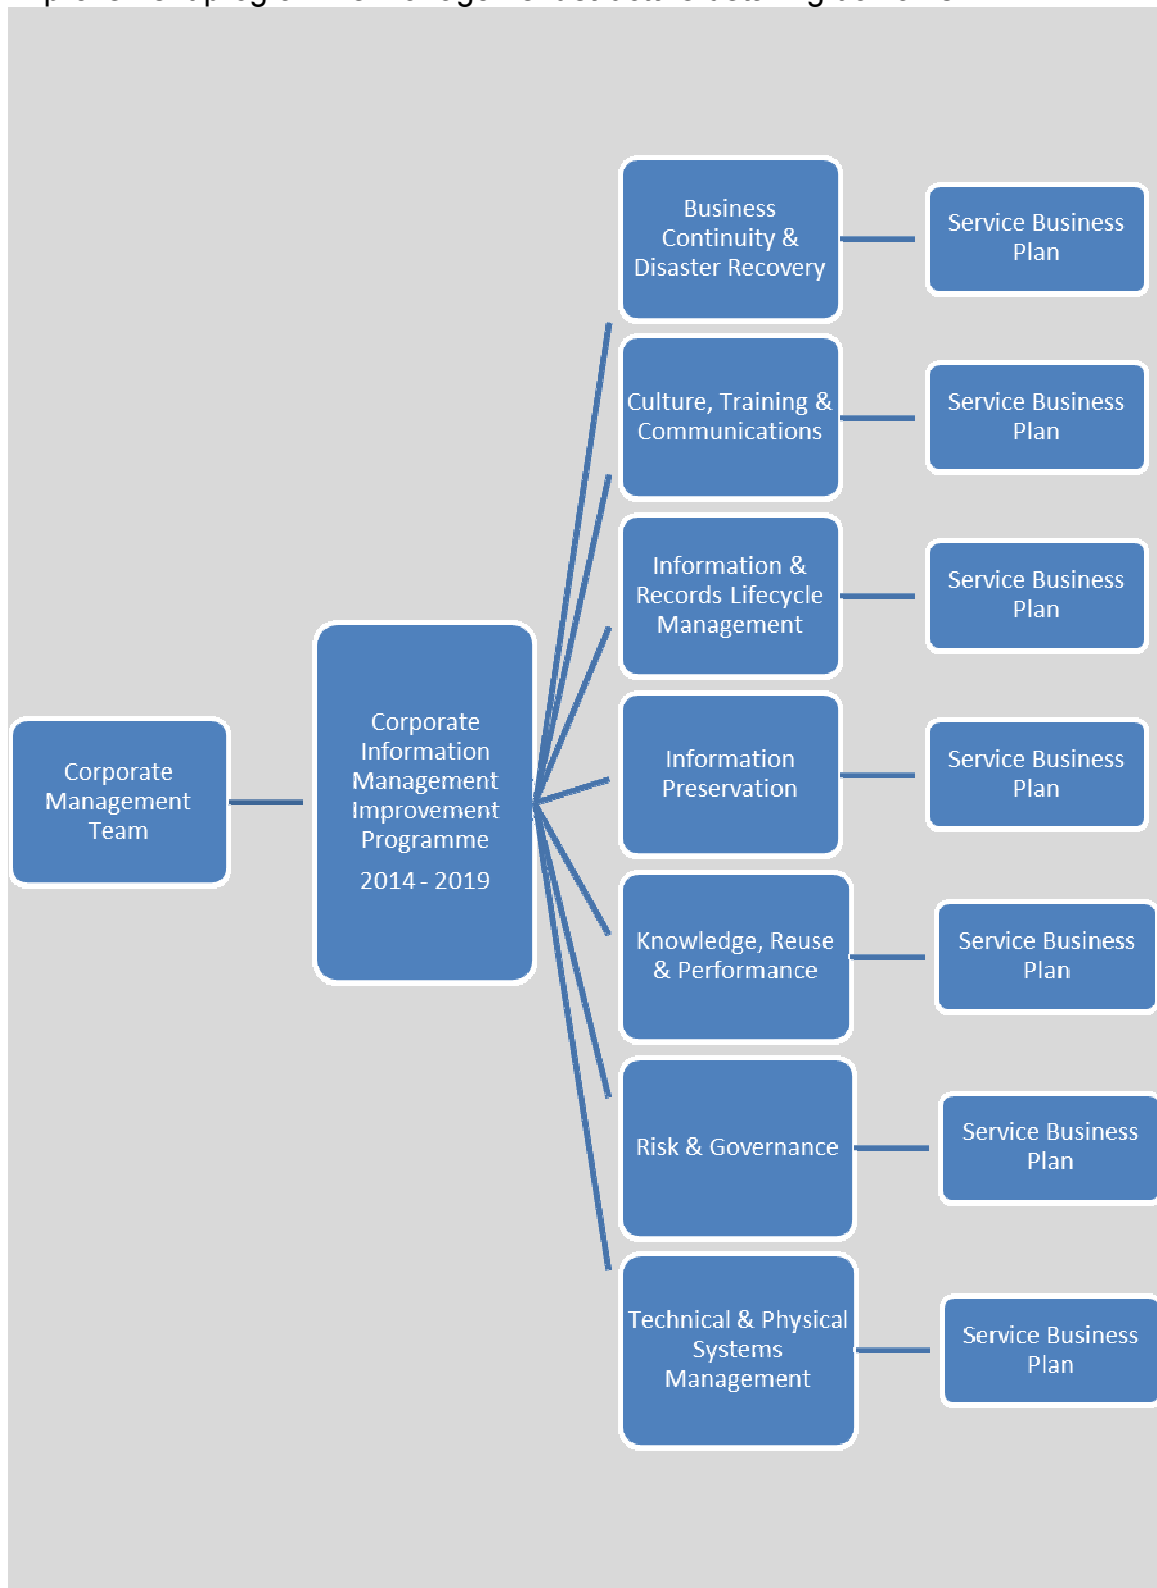 Business
Continuity &
Disaster Recovery
Service Business
Plan
Culture, Training &
Communications
Service Business
Plan
Information &
Records Lifecycle
Management
Service Business
Plan
Corporate
Management
Team
Corporate
Information
Management
Improvement
Programme
2014 - 2019
Information
Preservation
Service Business
Plan
Knowledge, Reuse
& Performance
Service Business
Plan
Risk & Governance
Service Business
Plan
Technical & Physical
Systems
Management
Service Business
Plan